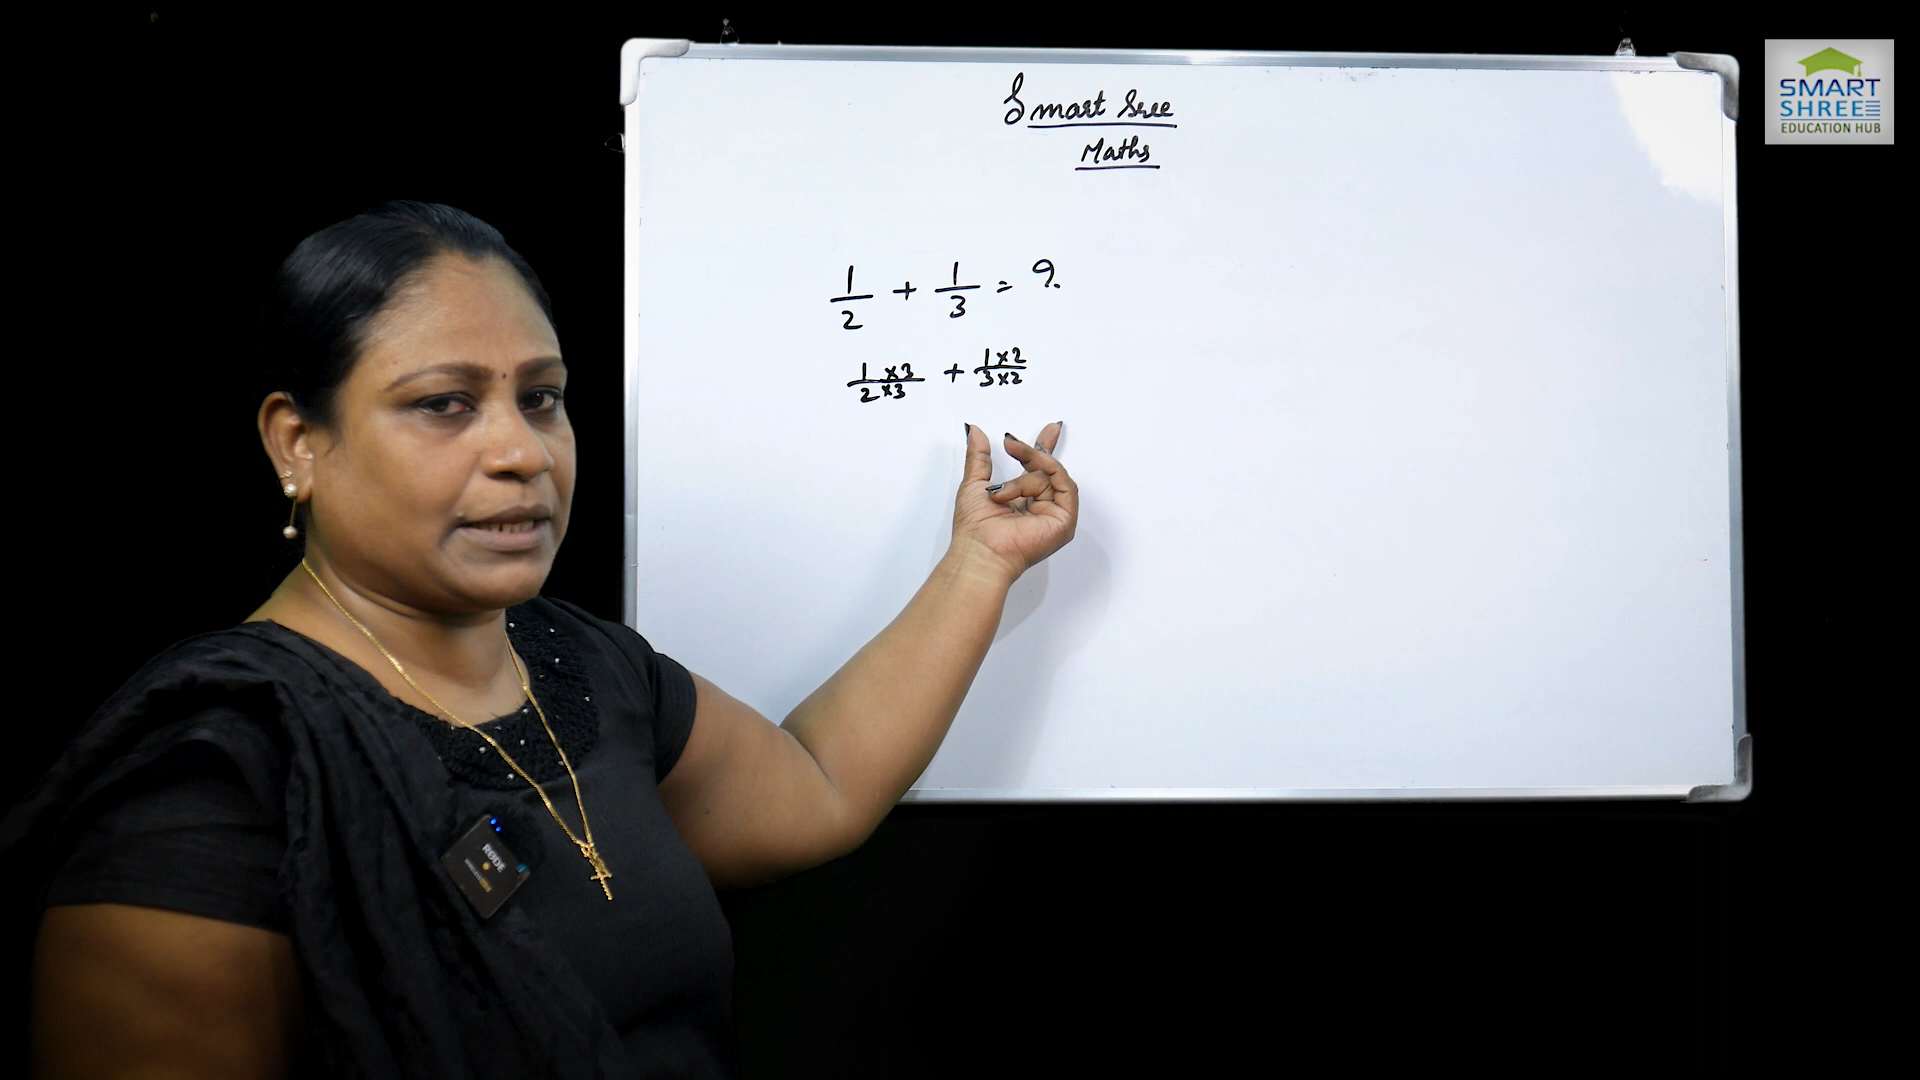 Smart Sree
Maths
1/2 + 1/3 = ?
1×3/2×3 + 1×2/3×2
SMART
SHREE
EDUCATION HUB
RØDE